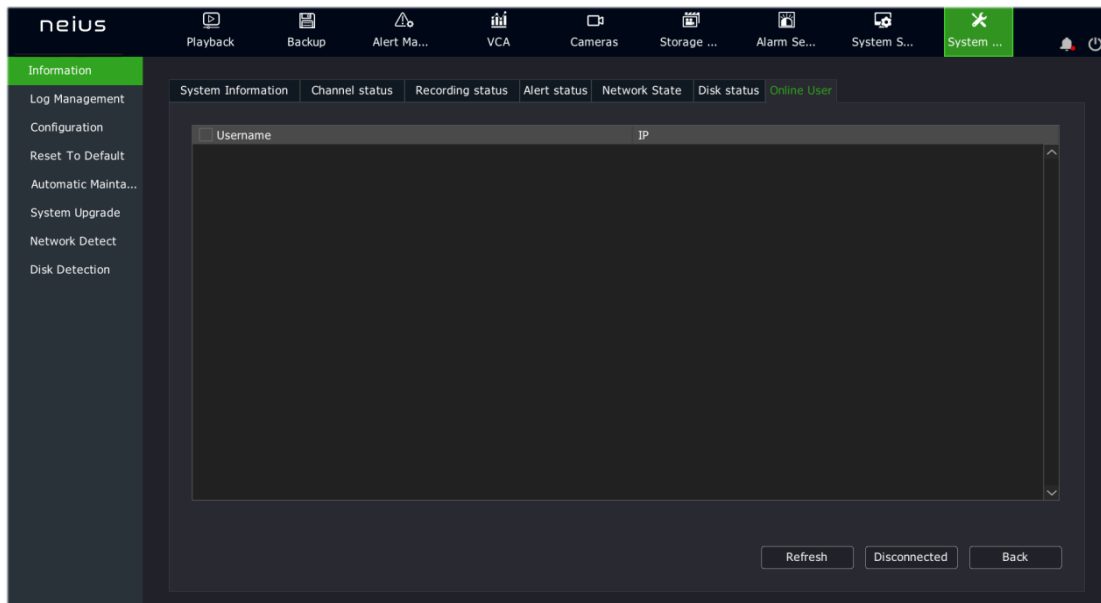 neius
Playback Backup Alert Ma... VCA Cameras Storage ... Alarm Se... System S... System ...
Information
Log Management
Configuration
Reset To Default
Automatic Mainta...
System Upgrade
Network Detect
Disk Detection
System Information Channel status Recording status Alert status Network State Disk status Online User
Username IP
Refresh Disconnected Back